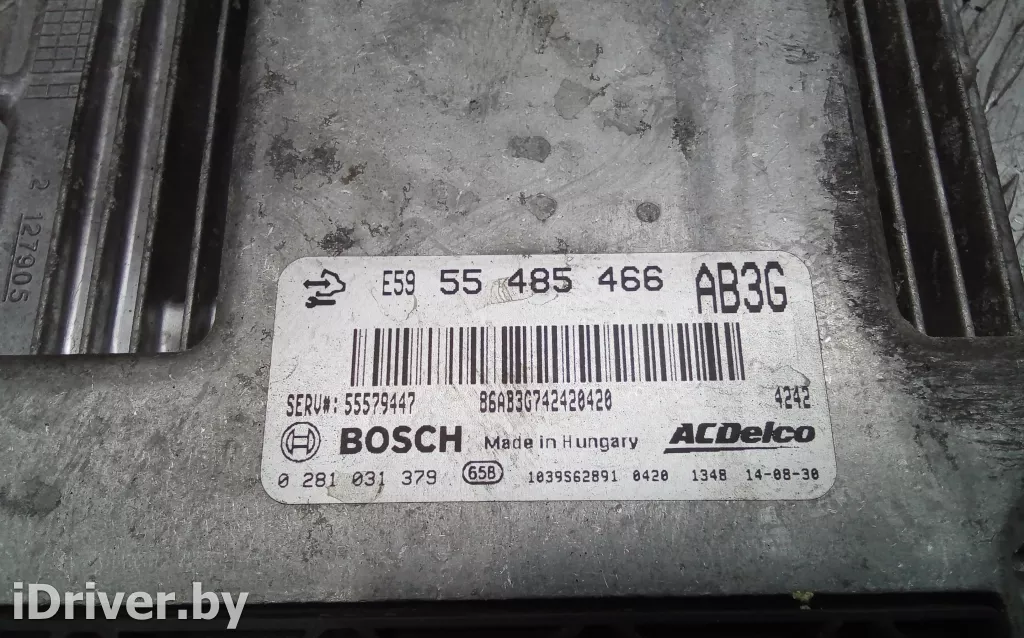 2 127905
E59 55 485 466 AB3G
SERV#: 55579447 86AB3G742420420 4242
BOSCH Made in Hungary ACDelco
0 281 031 379 65B 1039S62891 0420 1348 14-08-30
iDriver.by